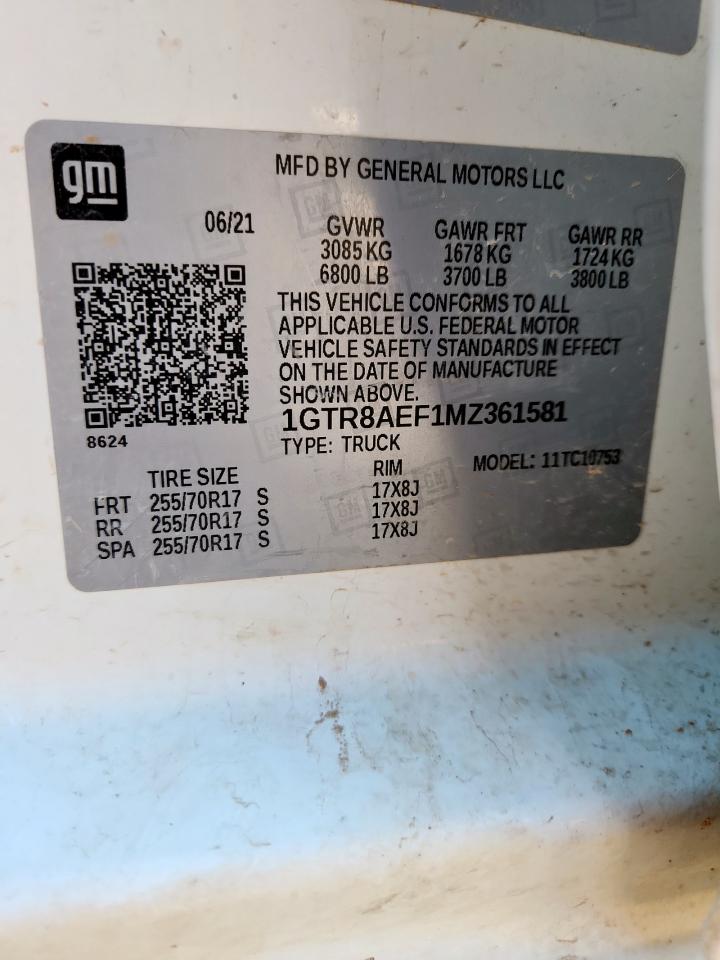 gm
MFD BY GENERAL MOTORS LLC
06/21
GVWR GAWR FRT GAWR RR
3085 KG 1678 KG 1724 KG
6800 LB 3700 LB 3800 LB
THIS VEHICLE CONFORMS TO ALL
APPLICABLE U.S. FEDERAL MOTOR
VEHICLE SAFETY STANDARDS IN EFFECT
ON THE DATE OF MANUFACTURE
SHOWN ABOVE.
1GTR8AEF1MZ361581
8624
TYPE: TRUCK
MODEL: 11TC10753
TIRE SIZE RIM
FRT 255/70R17 S 17X8J
RR 255/70R17 S 17X8J
SPA 255/70R17 S 17X8J